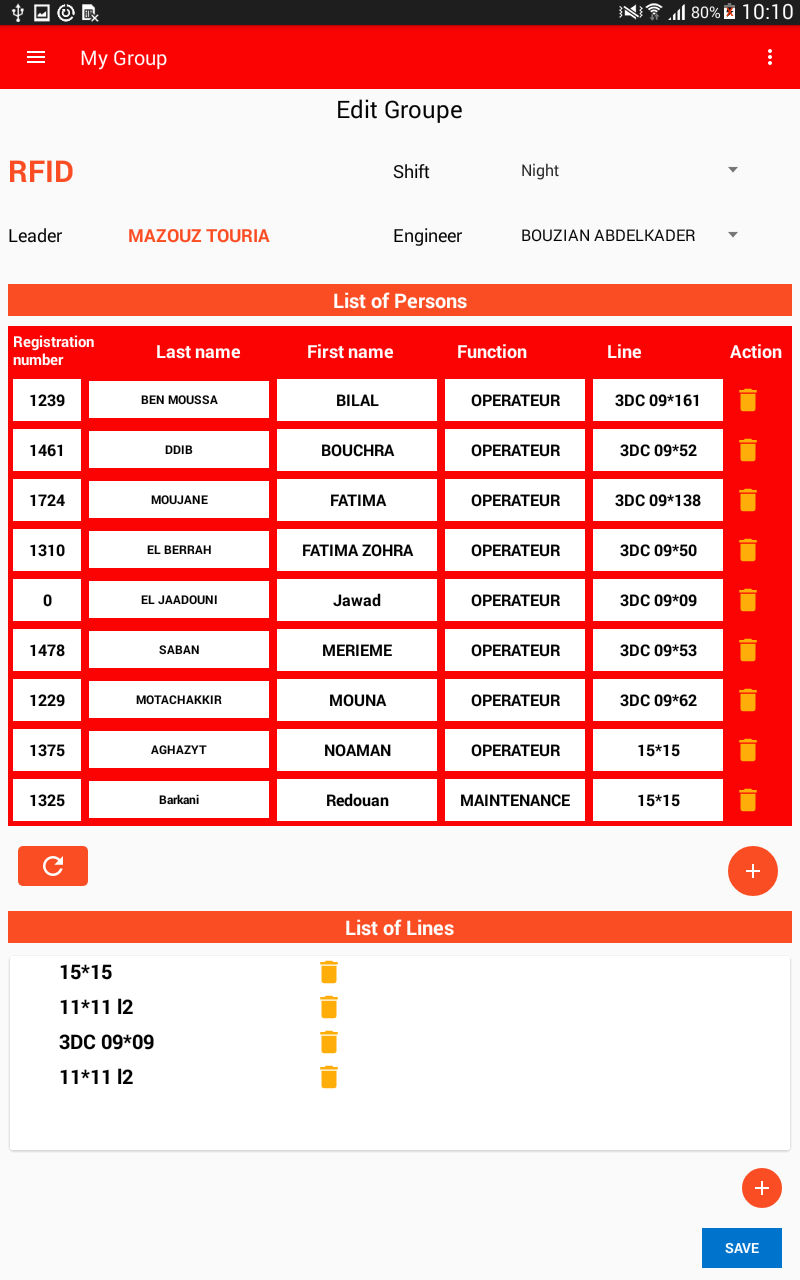 80% 10:10
My Group
Edit Groupe
RFID Shift Night
Leader MAZOUZ TOURIA Engineer BOUZIAN ABDELKADER
List of Persons
Registration number Last name First name Function Line Action
1239 BEN MOUSSA BILAL OPERATEUR 3DC 09*161
1461 DDIB BOUCHRA OPERATEUR 3DC 09*52
1724 MOUJANE FATIMA OPERATEUR 3DC 09*138
1310 EL BERRAH FATIMA ZOHRA OPERATEUR 3DC 09*50
0 EL JAADOUNI Jawad OPERATEUR 3DC 09*09
1478 SABAN MERIEME OPERATEUR 3DC 09*53
1229 MOTACHAKKIR MOUNA OPERATEUR 3DC 09*62
1375 AGHAZYT NOAMAN OPERATEUR 15*15
1325 Barkani Redouan MAINTENANCE 15*15
List of Lines
15*15
11*11 l2
3DC 09*09
11*11 l2
SAVE